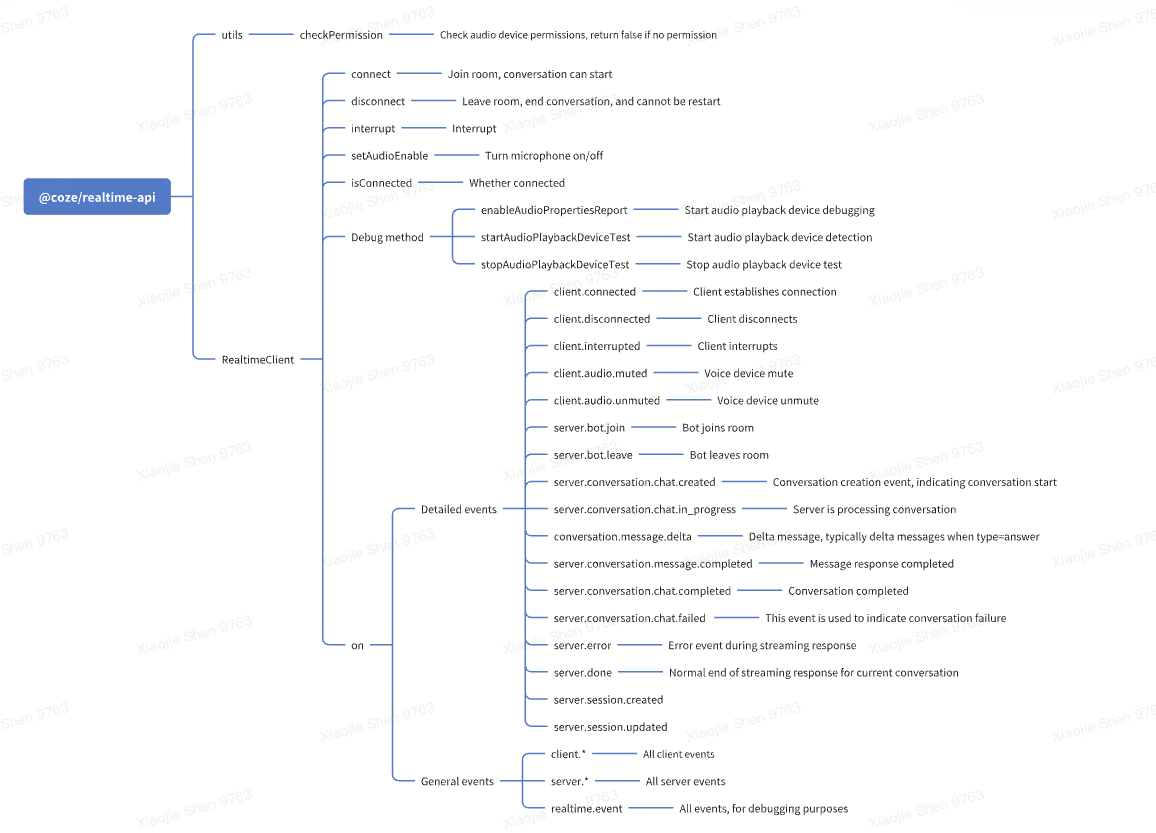 @coze/realtime-api
utils
checkPermission
Check audio device permissions, return false if no permission
RealtimeClient
connect
Join room, conversation can start
disconnect
Leave room, end conversation, and cannot be restart
interrupt
Interrupt
setAudioEnable
Turn microphone on/off
isConnected
Whether connected
Debug method
enableAudioPropertiesReport
Start audio playback device debugging
startAudioPlaybackDeviceTest
Start audio playback device detection
stopAudioPlaybackDeviceTest
Stop audio playback device test
on
Detailed events
client.connected
Client establishes connection
client.disconnected
Client disconnects
client.interrupted
Client interrupts
client.audio.muted
Voice device mute
client.audio.unmuted
Voice device unmute
server.bot.join
Bot joins room
server.bot.leave
Bot leaves room
server.conversation.chat.created
Conversation creation event, indicating conversation start
server.conversation.chat.in_progress
Server is processing conversation
conversation.message.delta
Delta message, typically delta messages when type=answer
server.conversation.message.completed
Message response completed
server.conversation.chat.completed
Conversation completed
server.conversation.chat.failed
This event is used to indicate conversation failure
server.error
Error event during streaming response
server.done
Normal end of streaming response for current conversation
server.session.created
server.session.updated
General events
client.*
All client events
server.*
All server events
realtime.event
All events, for debugging purposes
Xiaojie Shen 9763